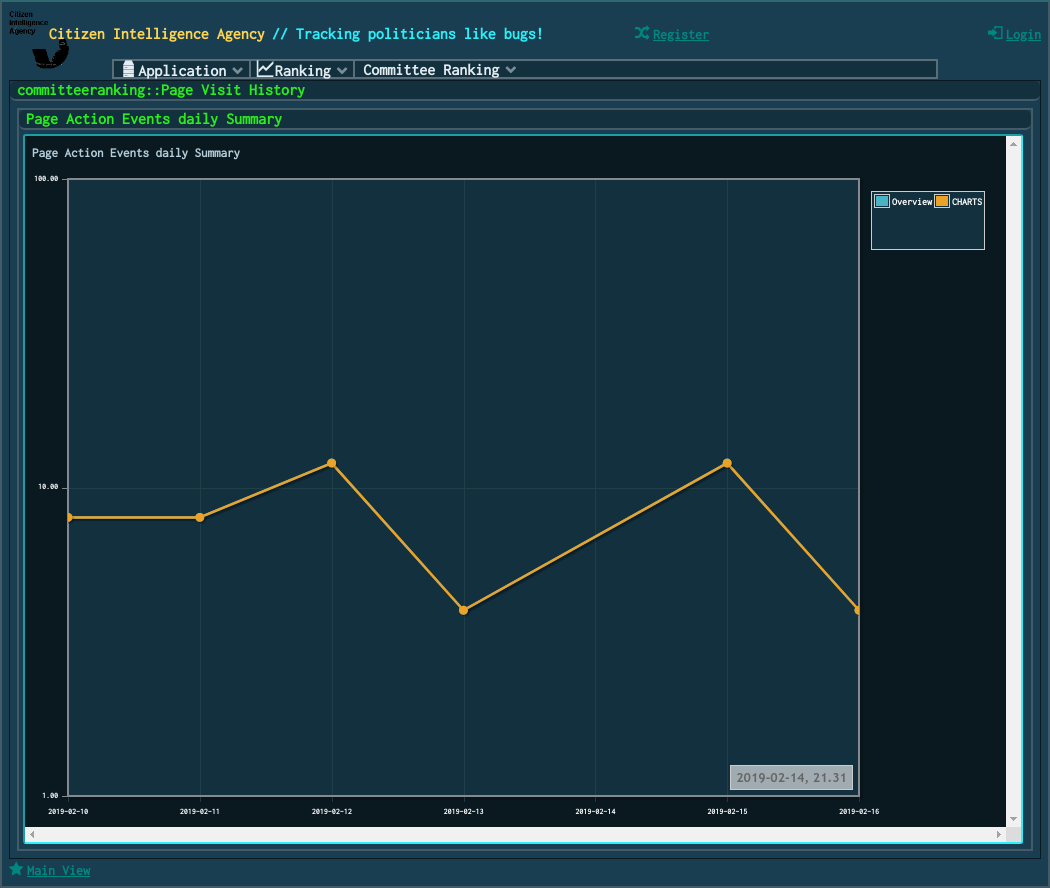 Citizen
Intelligence
Agency
Citizen Intelligence Agency // Tracking politicians like bugs!
Register
Login
Application
Ranking
Committee Ranking
committeeranking::Page Visit History
Page Action Events daily Summary
Page Action Events daily Summary
100.00
Overview
CHARTS
10.00
2019-02-14, 21.31
1.00
2019-02-10
2019-02-11
2019-02-12
2019-02-13
2019-02-14
2019-02-15
2019-02-16
Main View